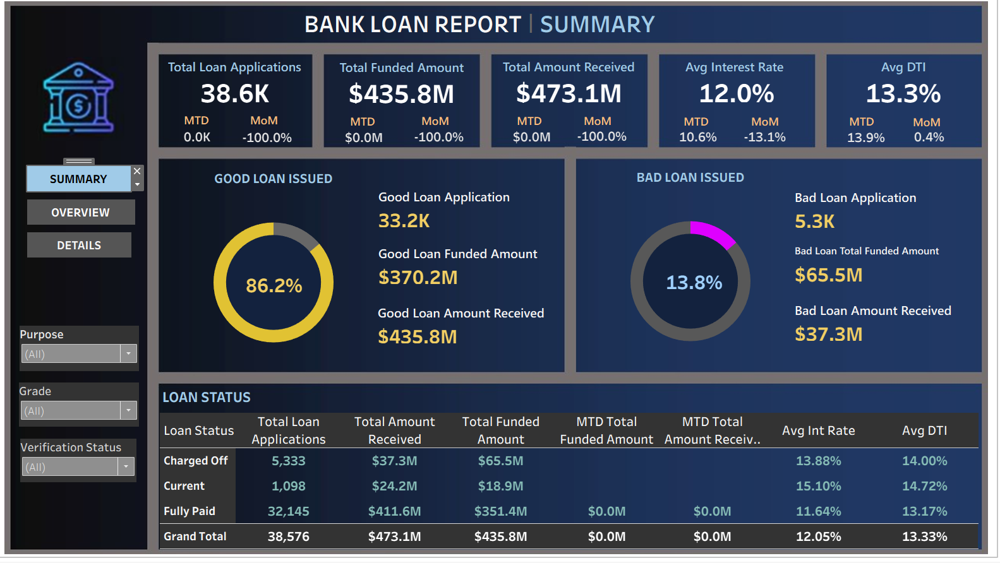 BANK LOAN REPORT | SUMMARY
Total Loan Applications
38.6K
MTD MoM
0.0K -100.0%
Total Funded Amount
$435.8M
MTD MoM
$0.0M -100.0%
Total Amount Received
$473.1M
MTD MoM
$0.0M -100.0%
Avg Interest Rate
12.0%
MTD MoM
10.6% -13.1%
Avg DTI
13.3%
MTD MoM
13.9% 0.4%
$
SUMMARY
OVERVIEW
DETAILS
Purpose
(All)
Grade
(All)
Verification Status
(All)
GOOD LOAN ISSUED
86.2%
Good Loan Application
33.2K
Good Loan Funded Amount
$370.2M
Good Loan Amount Received
$435.8M
BAD LOAN ISSUED
13.8%
Bad Loan Application
5.3K
Bad Loan Total Funded Amount
$65.5M
Bad Loan Amount Received
$37.3M
LOAN STATUS
Loan Status Total Loan Applications Total Amount Received Total Funded Amount MTD Total Funded Amount MTD Total Amount Receiv.. Avg Int Rate Avg DTI
Charged Off 5,333 $37.3M $65.5M 13.88% 14.00%
Current 1,098 $24.2M $18.9M 15.10% 14.72%
Fully Paid 32,145 $411.6M $351.4M $0.0M $0.0M 11.64% 13.17%
Grand Total 38,576 $473.1M $435.8M $0.0M $0.0M 12.05% 13.33%